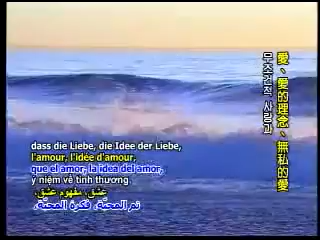 愛、愛的理念、無私的愛
무조건적 사랑과
dass die Liebe, die Idee der Liebe,
l'amour, l'idée d'amour,
que el amor, la idea del amor,
ý niệm về tình thương,
عشق، مفهوم عشق،
ثم المحبّة، فكرة المحبّة،